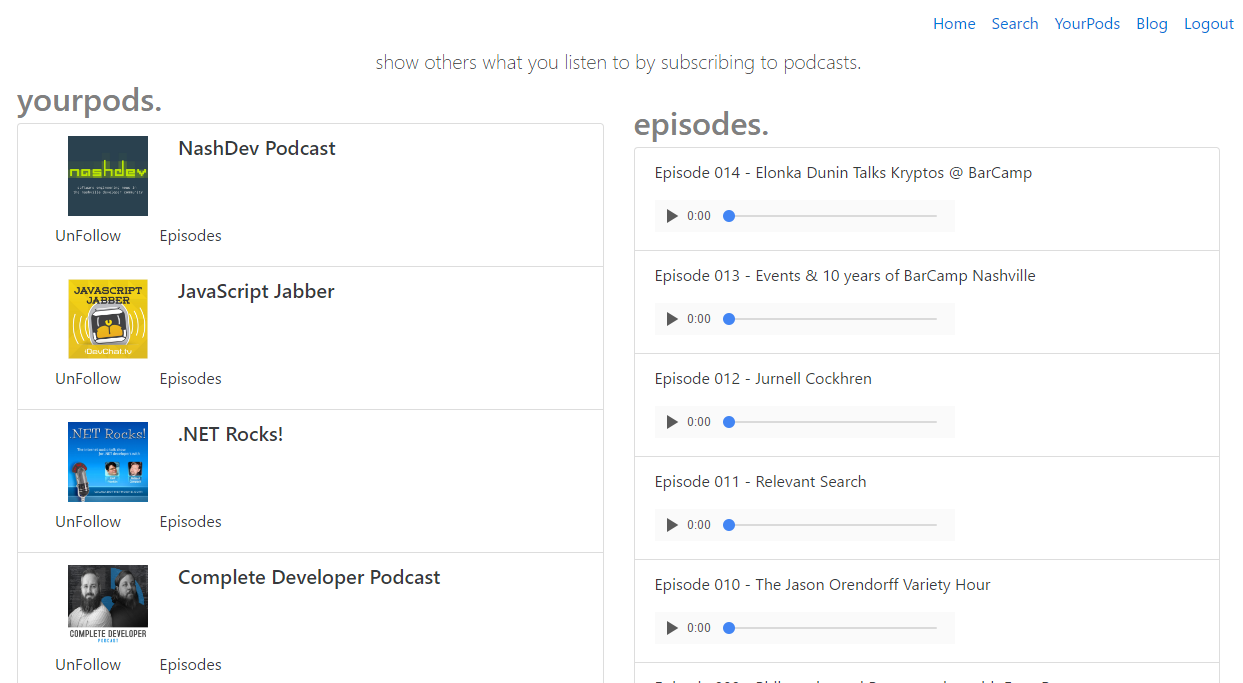 Home Search YourPods Blog Logout
show others what you listen to by subscribing to podcasts.
yourpods.
nashdev
NashDev Podcast
UnFollow Episodes
JAVASCRIPT
JABBER
DevChat.tv
JavaScript Jabber
UnFollow Episodes
.NET Rocks!
.NET Rocks!
UnFollow Episodes
COMPLETE DEVELOPER
PODCAST
Complete Developer Podcast
UnFollow Episodes
episodes.
Episode 014 - Elonka Dunin Talks Kryptos @ BarCamp
0:00
Episode 013 - Events & 10 years of BarCamp Nashville
0:00
Episode 012 - Jurnell Cockhren
0:00
Episode 011 - Relevant Search
0:00
Episode 010 - The Jason Orendorff Variety Hour
0:00